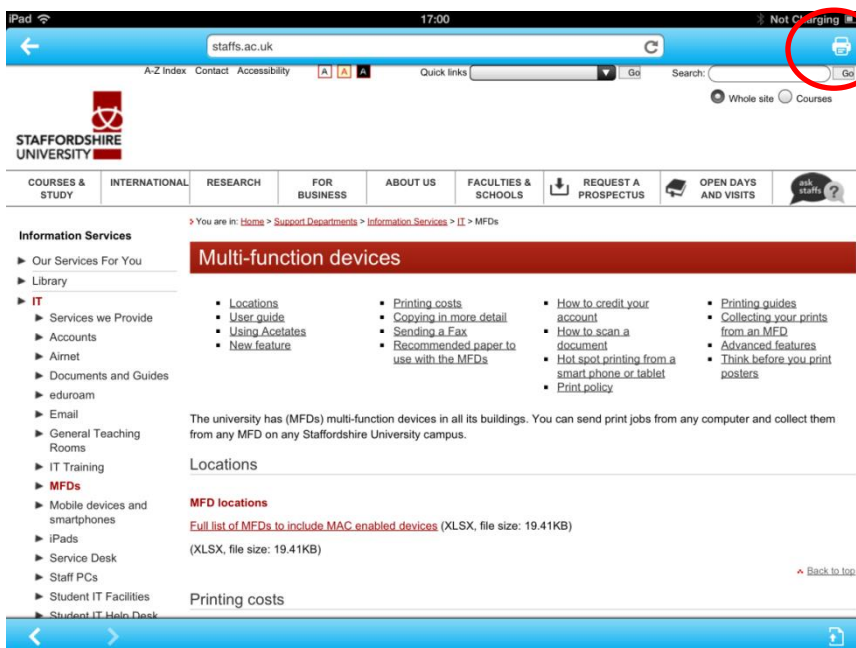 iPad 17:00 Not Charging
staffs.ac.uk
A-Z Index Contact Accessibility A A A Quick links Go Search: Go
Whole site Courses
STAFFORDSHIRE
UNIVERSITY
COURSES & STUDY
INTERNATIONAL
RESEARCH
FOR BUSINESS
ABOUT US
FACULTIES & SCHOOLS
REQUEST A PROSPECTUS
OPEN DAYS AND VISITS
ask staffs ?
You are in: Home > Support Departments > Information Services > IT > MFDs
Information Services
Our Services For You
Library
IT
Services we Provide
Accounts
Airnet
Documents and Guides
eduroam
Email
General Teaching
Rooms
IT Training
MFDs
Mobile devices and
smartphones
iPads
Service Desk
Staff PCs
Student IT Facilities
Student IT Help Desk
Multi-function devices
Locations
User guide
Using Acetates
New feature
Printing costs
Copying in more detail
Sending a Fax
Recommended paper to
use with the MFDs
How to credit your
account
How to scan a
document
Hot spot printing from a
smart phone or tablet
Print policy
Printing guides
Collecting your prints
from an MFD
Advanced features
Think before you print
posters
The university has (MFDs) multi-function devices in all its buildings. You can send print jobs from any computer and collect them
from any MFD on any Staffordshire University campus.
Locations
MFD locations
Full list of MFDs to include MAC enabled devices (XLSX, file size: 19.41KB)
(XLSX, file size: 19.41KB)
Back to top
Printing costs